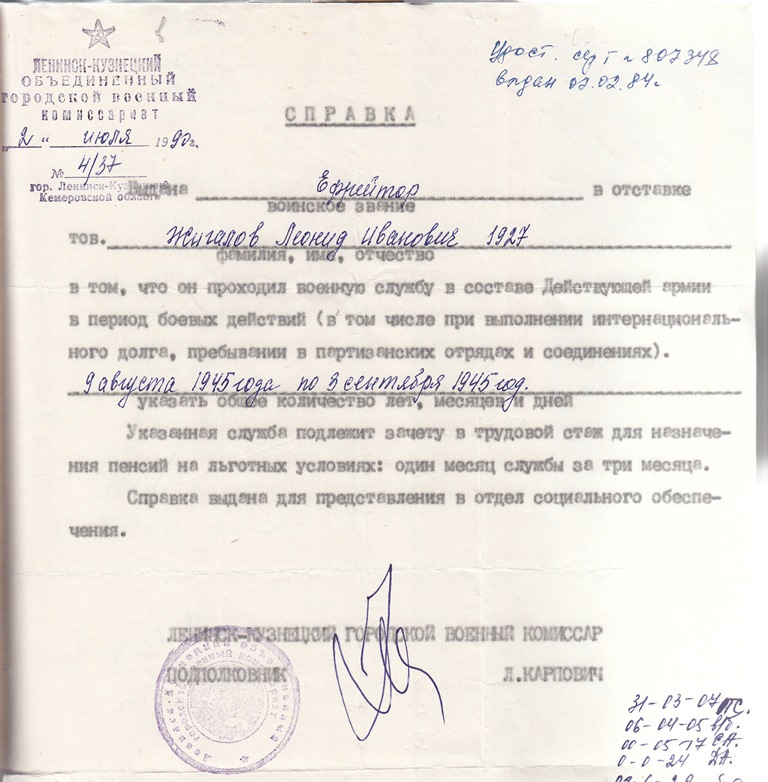 ЛЕНИНСК-КУЗНЕЦКИЙ
ОБЪЕДИНЕННЫЙ
городской военный
комиссариат
„2“ июля 1990г.
№ 4/37
гор. Ленинск-Кузнецкий
Кемеровской области
Удост. сер Г № 807348
выдан 02.02.84г
СПРАВКА
Выдана Ефрейтор в отставке
воинское звание
тов. Жигалов Леонид Иванович 1927
фамилия, имя, отчество
в том, что он проходил военную службу в составе Действующей армии
в период боевых действий (в том числе при выполнении интернациональ-
ного долга, пребывании в партизанских отрядах и соединениях).
9 августа 1945 года по 3 сентября 1945 год.
указать общее количество лет, месяцев и дней
Указанная служба подлежит зачету в трудовой стаж для назначе-
ния пенсий на льготных условиях: один месяц службы за три месяца.
Справка выдана для представления в отдел социального обеспе-
чения.
ЛЕНИНСК-КУЗНЕЦКИЙ ГОРОДСКОЙ ВОЕННЫЙ КОМИССАР
ПОДПОЛКОВНИК Л.КАРПОВИЧ
31-03-07
06-04-05
00-05-17
0-0-24